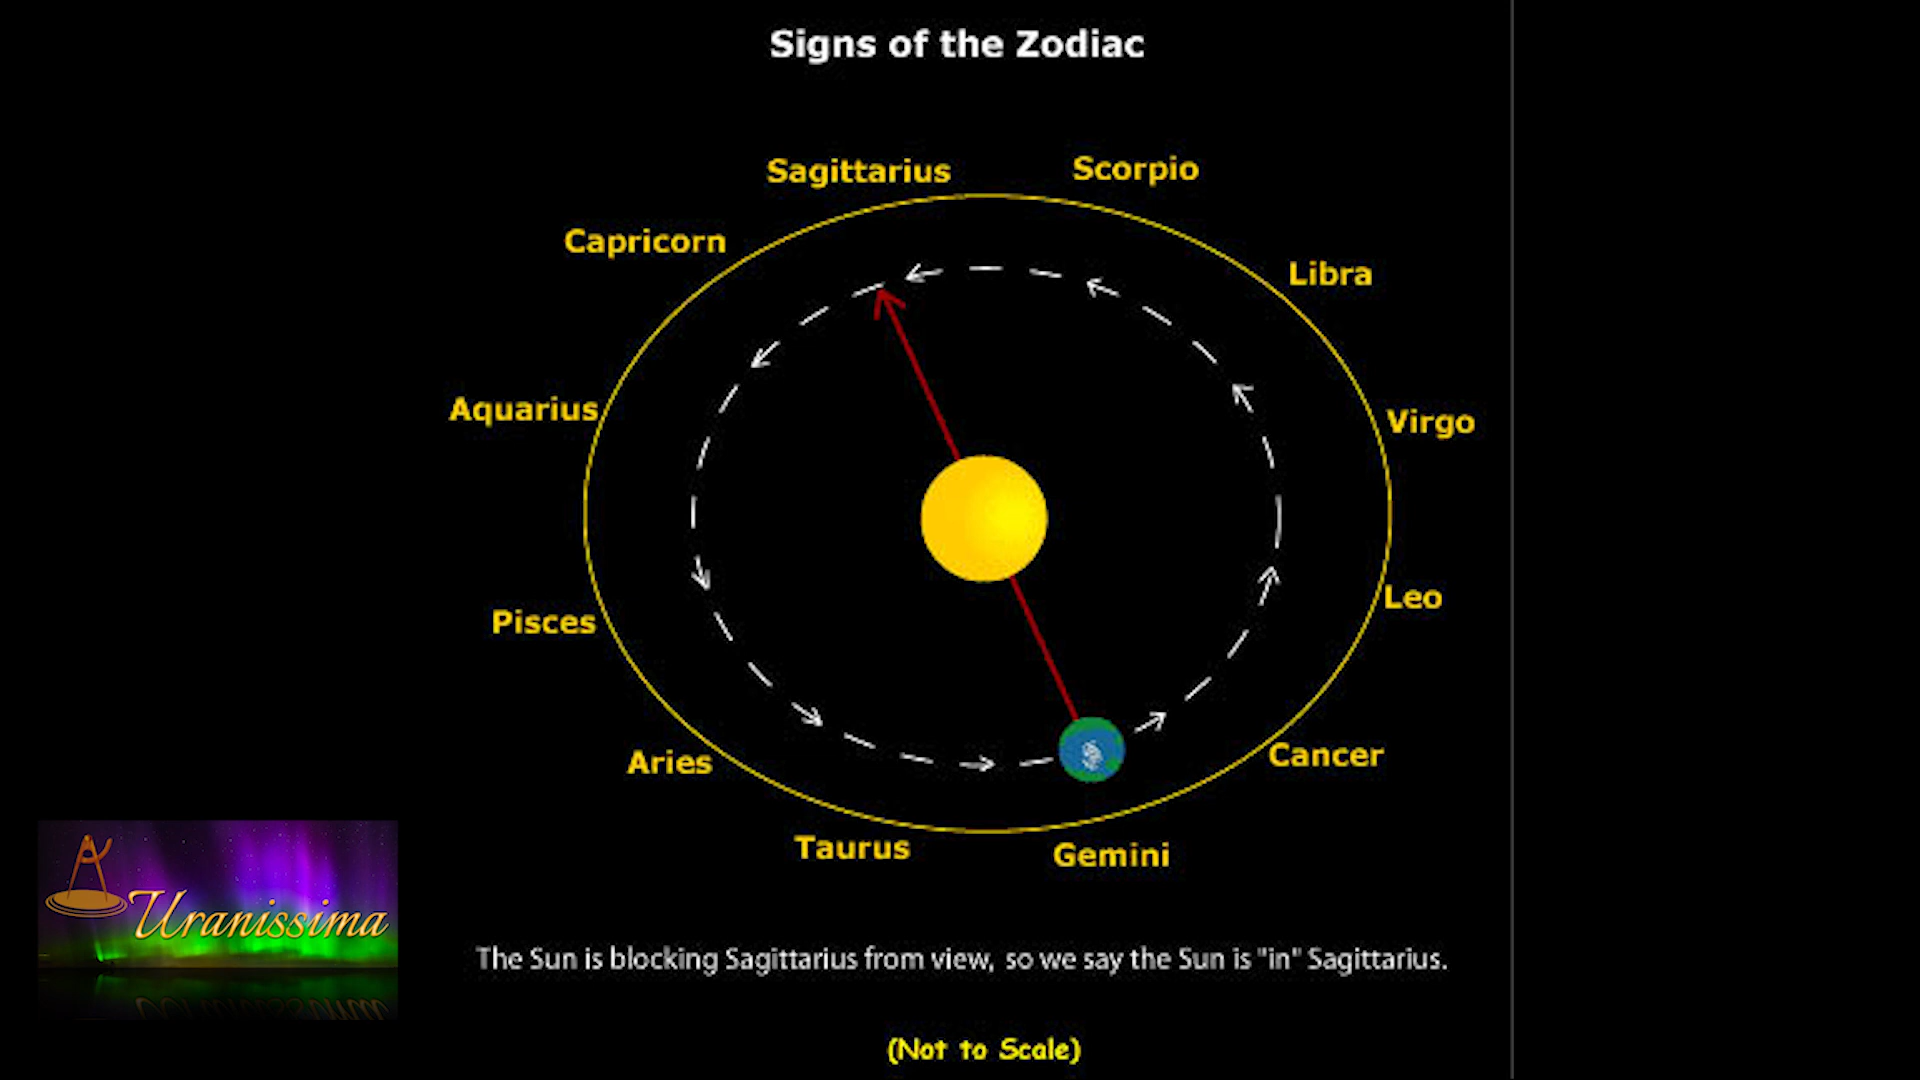 Signs of the Zodiac
Sagittarius
Scorpio
Capricorn
Libra
Aquarius
Virgo
Pisces
Leo
Aries
Cancer
Taurus
Gemini
Uranissima
The Sun is blocking Sagittarius from view, so we say the Sun is "in" Sagittarius.
(Not to Scale)